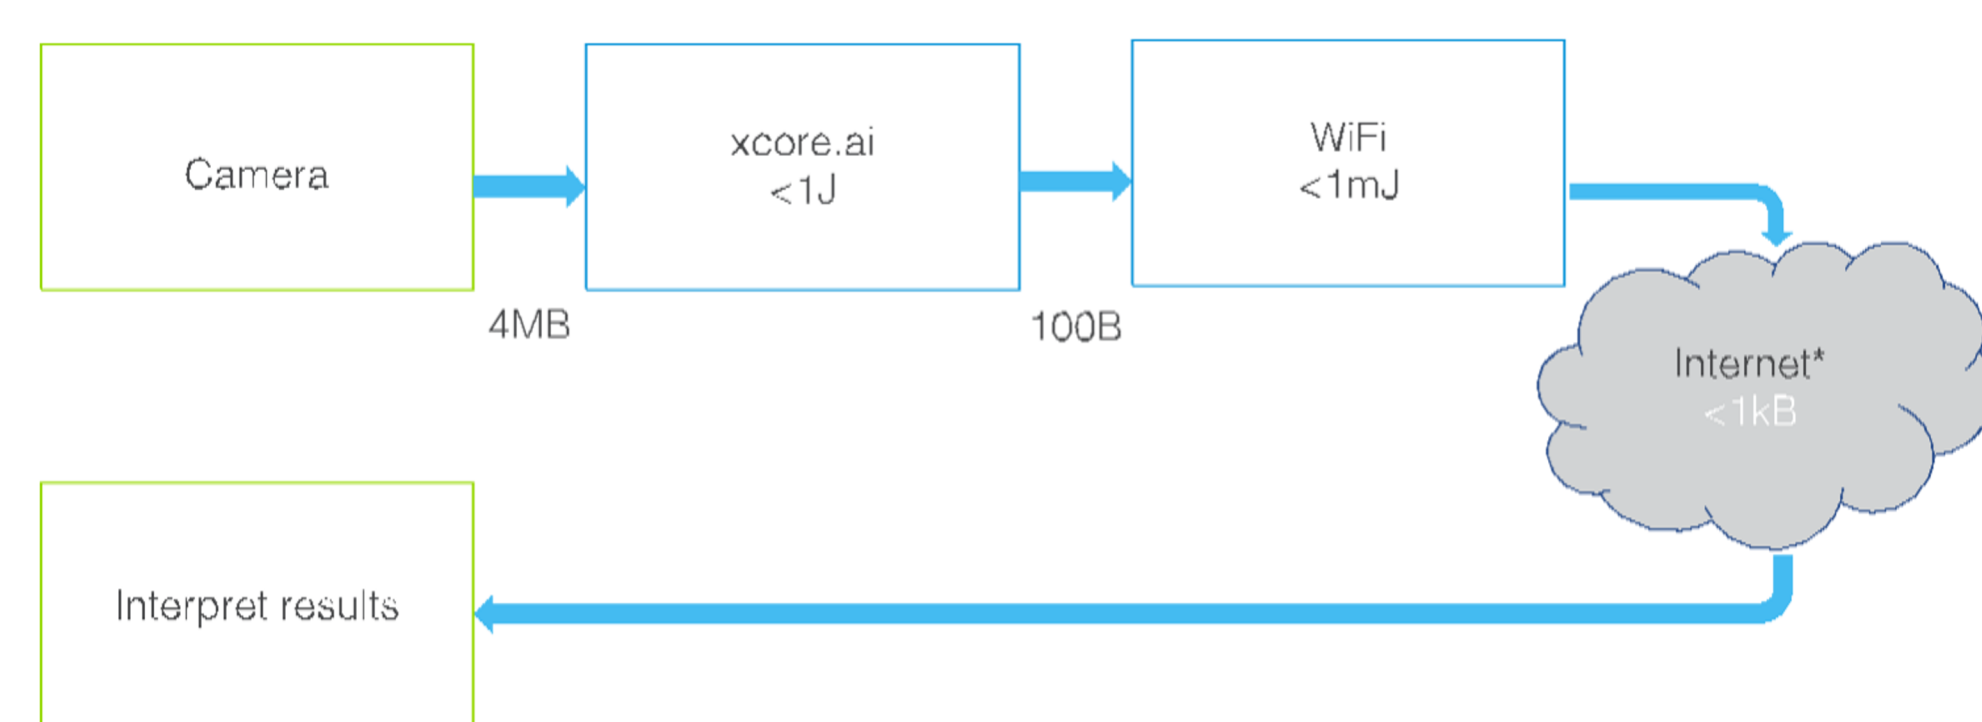 Camera
xcore.ai
<1J
WiFi
<1mJ
4MB
100B
Internet*
<1kB
Interpret results